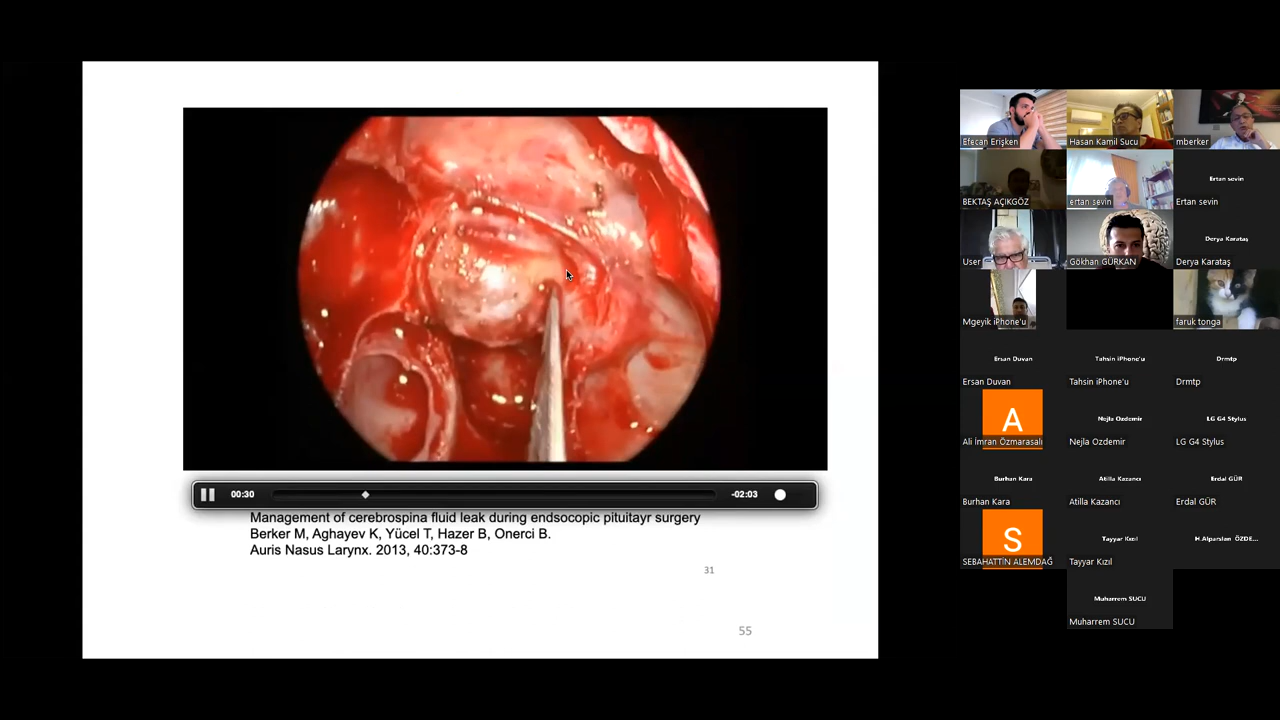 00:30
-02:03
Management of cerebrospina fluid leak during endsocopic pituitayr surgery
Berker M, Aghayev K, Yücel T, Hazer B, Onerci B.
Auris Nasus Larynx. 2013, 40:373-8
31
55
Efecan Erişken
Hasan Kamil Sucu
mberker
BEKTAŞ AÇIKGÖZ
ertan sevin
Ertan sevin
Ertan sevin
User
Gökhan GÜRKAN
Derya Karataş
Derya Karataş
Mgeyik iPhone'u
faruk tonga
Ersan Duvan
Ersan Duvan
Tahsin iPhone'u
Tahsin iPhone'u
Drmtp
Drmtp
A
Ali İmran Özmarasalı
Nejla Ozdemir
Nejla Ozdemir
LG G4 Stylus
LG G4 Stylus
Burhan Kara
Burhan Kara
Atilla Kazancı
Atilla Kazancı
Erdal GÜR
Erdal GÜR
S
SEBAHATTİN ALEMDAĞ
Tayyar Kızıl
Tayyar Kızıl
H.Alparslan ÖZDE...
Muharrem SUCU
Muharrem SUCU